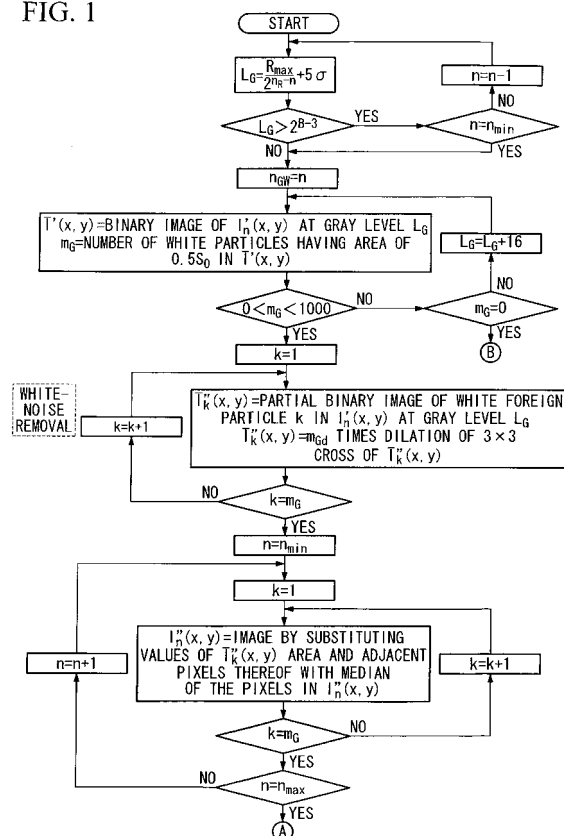 FIG. 1
START
L_G=R_max/2^(n_R-n)+5σ
n=n-1
NO
L_G>2^(8-3)
YES
n=n_min
NO
YES
n_GW=n
T'(x, y)=BINARY IMAGE OF I'_n(x, y) AT GRAY LEVEL L_G
m_G=NUMBER OF WHITE PARTICLES HAVING AREA OF
0.5S_0 IN T'(x, y)
L_G=L_G+16
NO
0<m_G<1000
NO
m_G=0
YES
YES
B
k=1
WHITE-
NOISE
REMOVAL
k=k+1
T''_k(x, y)=PARTIAL BINARY IMAGE OF WHITE FOREIGN
PARTICLE k IN I'_n(x, y) AT GRAY LEVEL L_G
T''_k(x, y)=m_Gd TIMES DILATION OF 3×3
CROSS OF T''_k(x, y)
NO
k=m_G
YES
n=n_min
k=1
n=n+1
I''_n(x, y)=IMAGE BY SUBSTITUTING
VALUES OF T''_k(x, y) AREA AND ADJACENT
PIXELS THEREOF WITH MEDIAN
OF THE PIXELS IN I''_n(x, y)
k=k+1
k=m_G
NO
YES
NO
n=n_max
YES
A